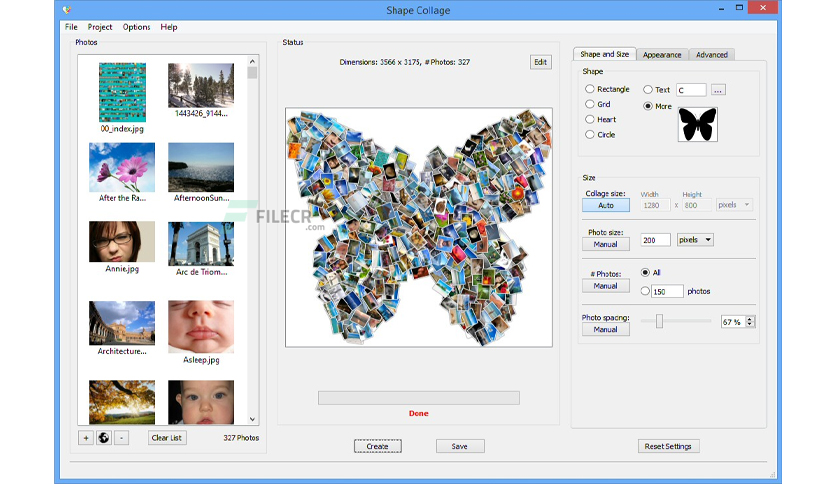 Shape Collage
File Project Options Help
Photos
00_index.jpg
1443426_9144...
After the Ra...
AfternoonSun...
Annie.jpg
Arc de Triom...
Architecture...
Asleep.jpg
+ - Clear List 327 Photos
Status
Dimensions: 3566 x 3175, # Photos: 327
Edit
FILECR
.com
Done
Create Save
Shape and Size Appearance Advanced
Shape
Rectangle
Grid
Heart
Circle
Text C ...
More
Size
Collage size: Width Height
Auto 1280 x 800 pixels
Photo size:
Manual 200 pixels
# Photos: All
Manual 150 photos
Photo spacing:
Manual 67 %
Reset Settings